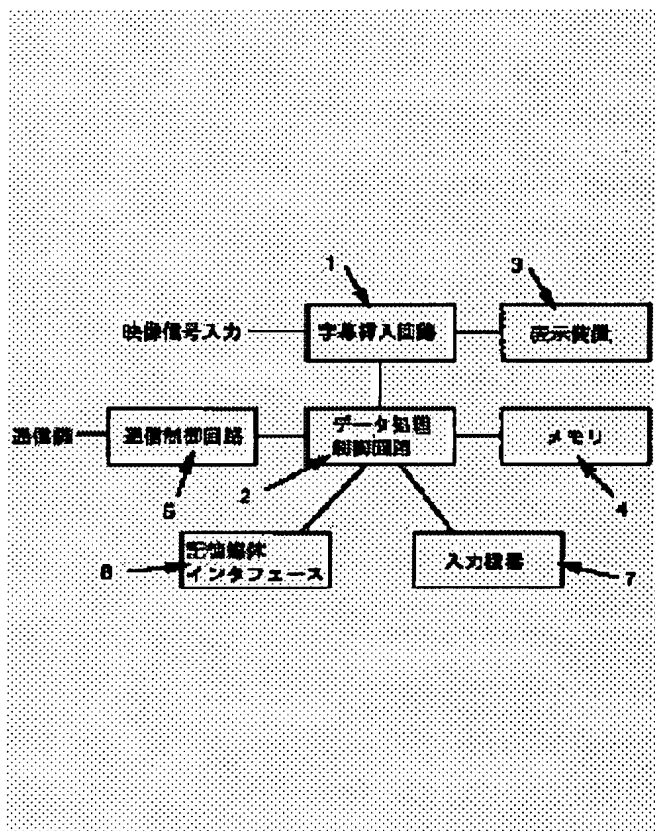 1
3
映像信号入力
字幕挿入回路
表示装置
通信網
通信制御回路
データ処理
制御回路
メモリ
5
2
4
記憶媒体
インタフェース
入力機器
7